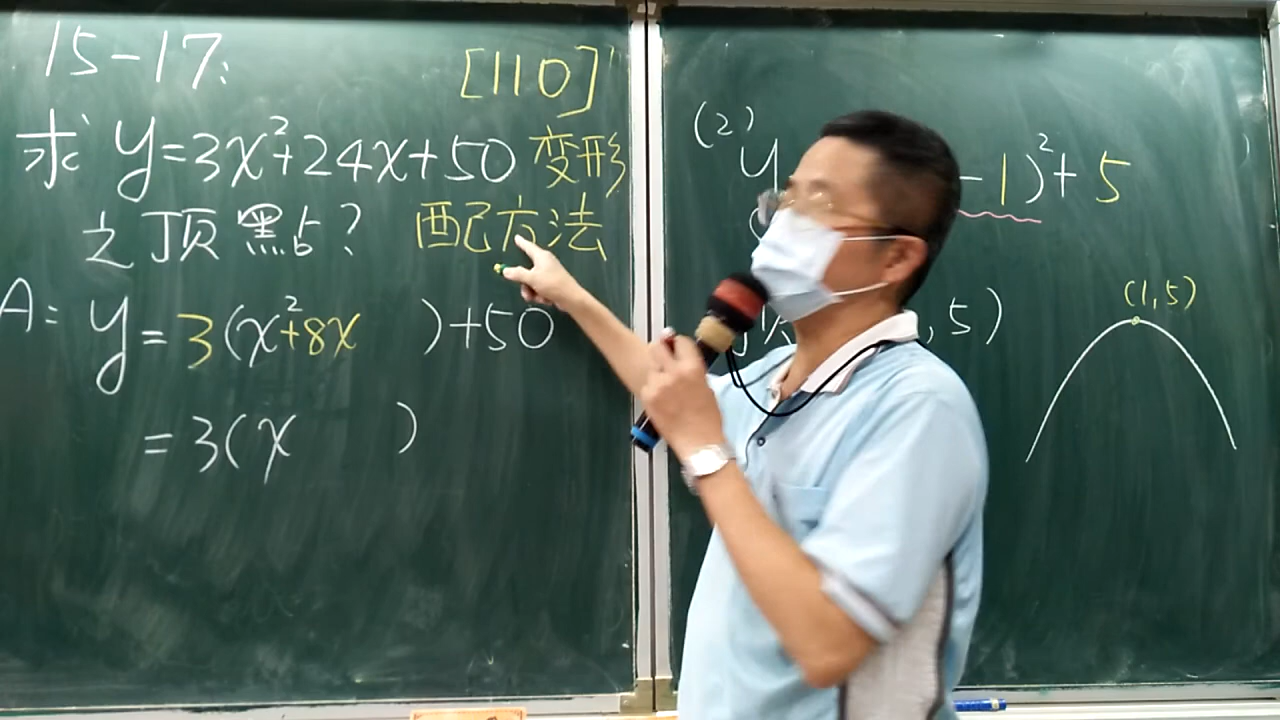 15-17:
[110]
求 y=3x²+24x+50 变形
之顶點? 配方法
A: y=3(x²+8x )+50
=3(x )
(2) y -1)²+5
,5)
(1,5)